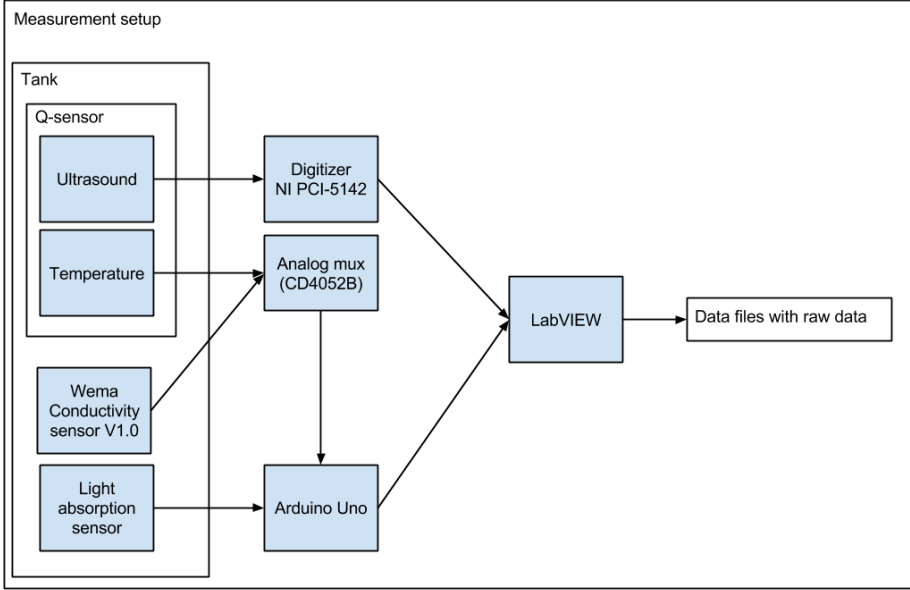 Measurement setup
Tank
Q-sensor
Ultrasound
Digitizer
NI PCI-5142
Temperature
Analog mux
(CD4052B)
LabVIEW
Data files with raw data
Wema
Conductivity
sensor V1.0
Light
absorption
sensor
Arduino Uno